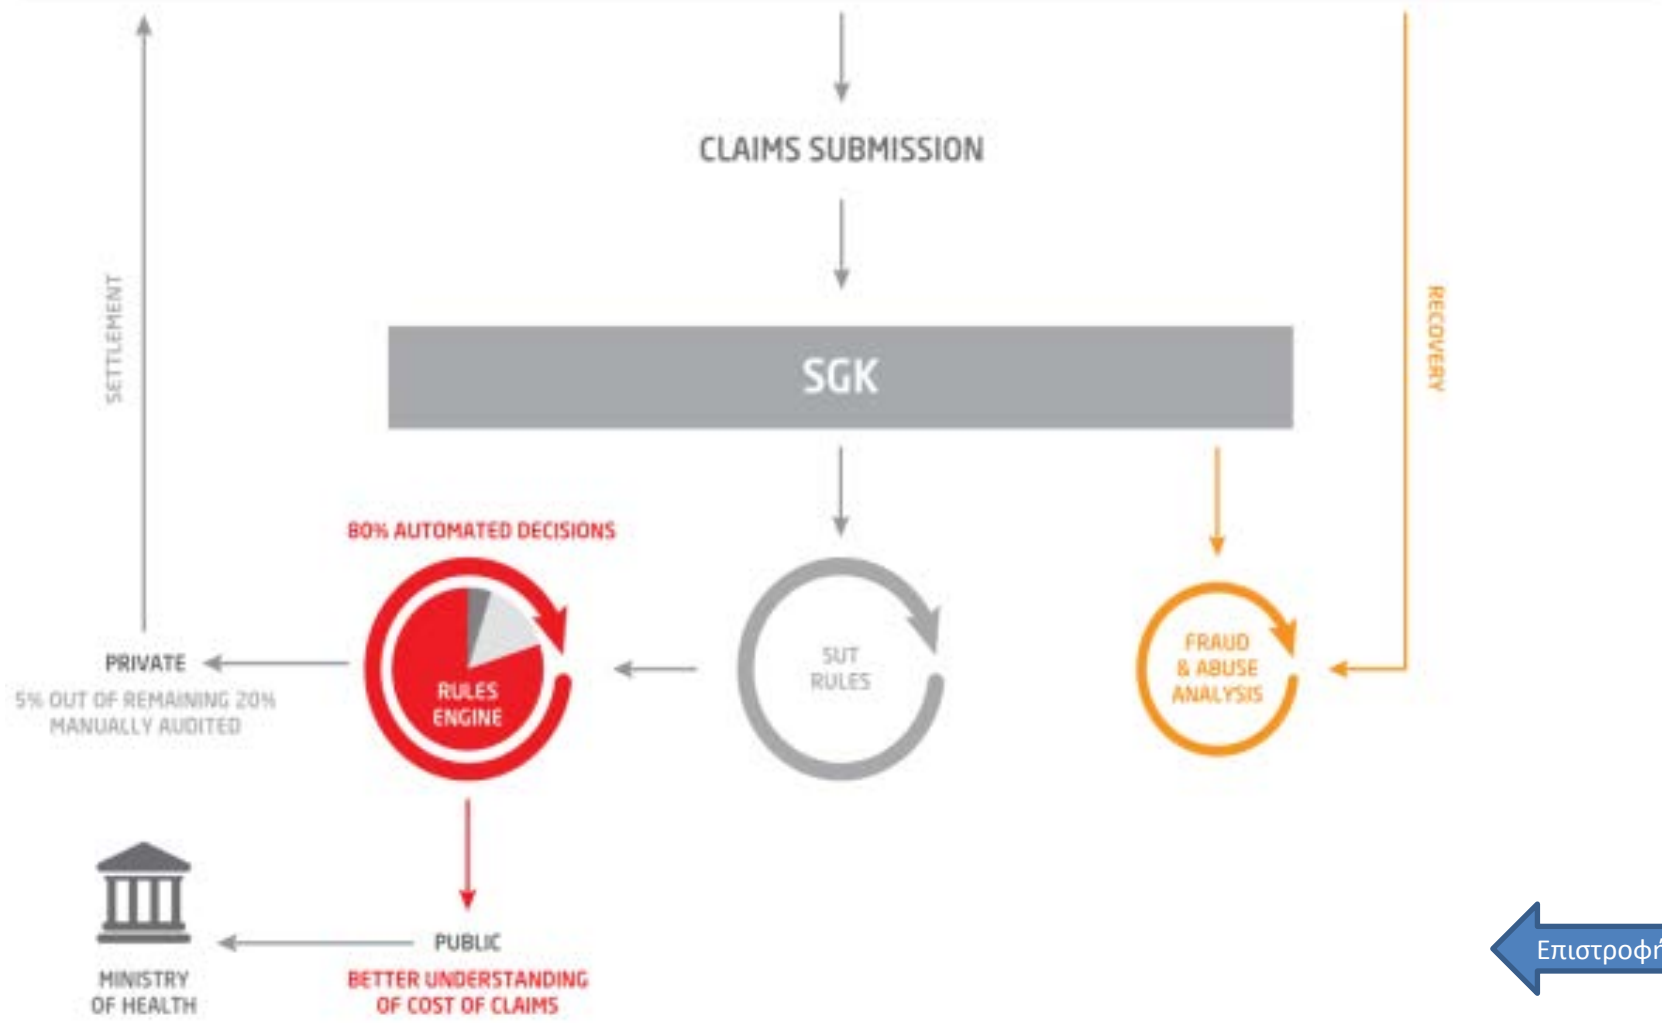 CLAIMS SUBMISSION
SETTLEMENT
SGK
RECOVERY
80% AUTOMATED DECISIONS
RULES
ENGINE
SUT
RULES
FRAUD
& ABUSE
ANALYSIS
PRIVATE
5% OUT OF REMAINING 20%
MANUALLY AUDITED
PUBLIC
BETTER UNDERSTANDING
OF COST OF CLAIMS
MINISTRY
OF HEALTH
Επιστροφή